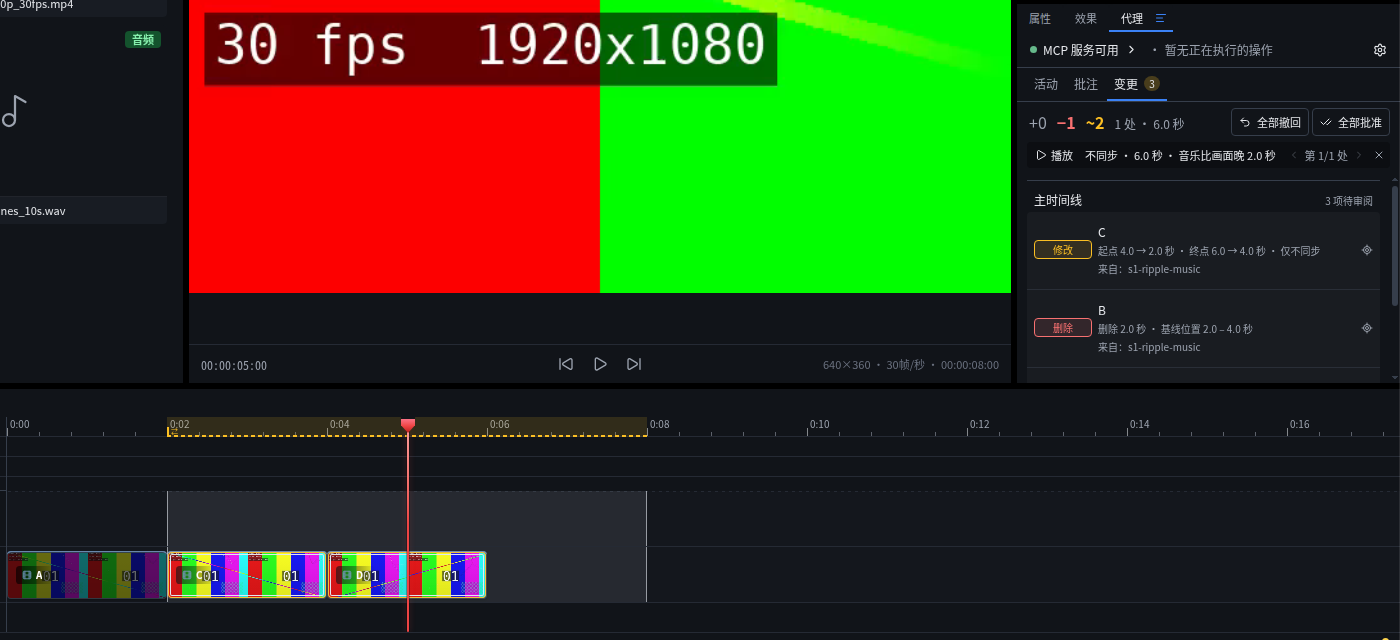 0p_30fps.mp4
音频
nes_10s.wav
30 fps 1920x1080
00:00:05:00
640×360 · 30帧/秒 · 00:00:08:00
属性 效果 代理
MCP 服务可用 · 暂无正在执行的操作
活动 批注 变更 3
+0 −1 ~2 1 处 · 6.0 秒 全部撤回 全部批准
播放 不同步 · 6.0 秒 · 音乐比画面晚 2.0 秒 第 1/1 处
主时间线 3 项待审阅
C
修改 起点 4.0 → 2.0 秒 · 终点 6.0 → 4.0 秒 · 仅不同步
来自: s1-ripple-music
B
删除 删除 2.0 秒 · 基线位置 2.0 – 4.0 秒
来自: s1-ripple-music
0:00 0:02 0:04 0:06 0:08 0:10 0:12 0:14 0:16
A 01 01 C 01 01 D 01 01